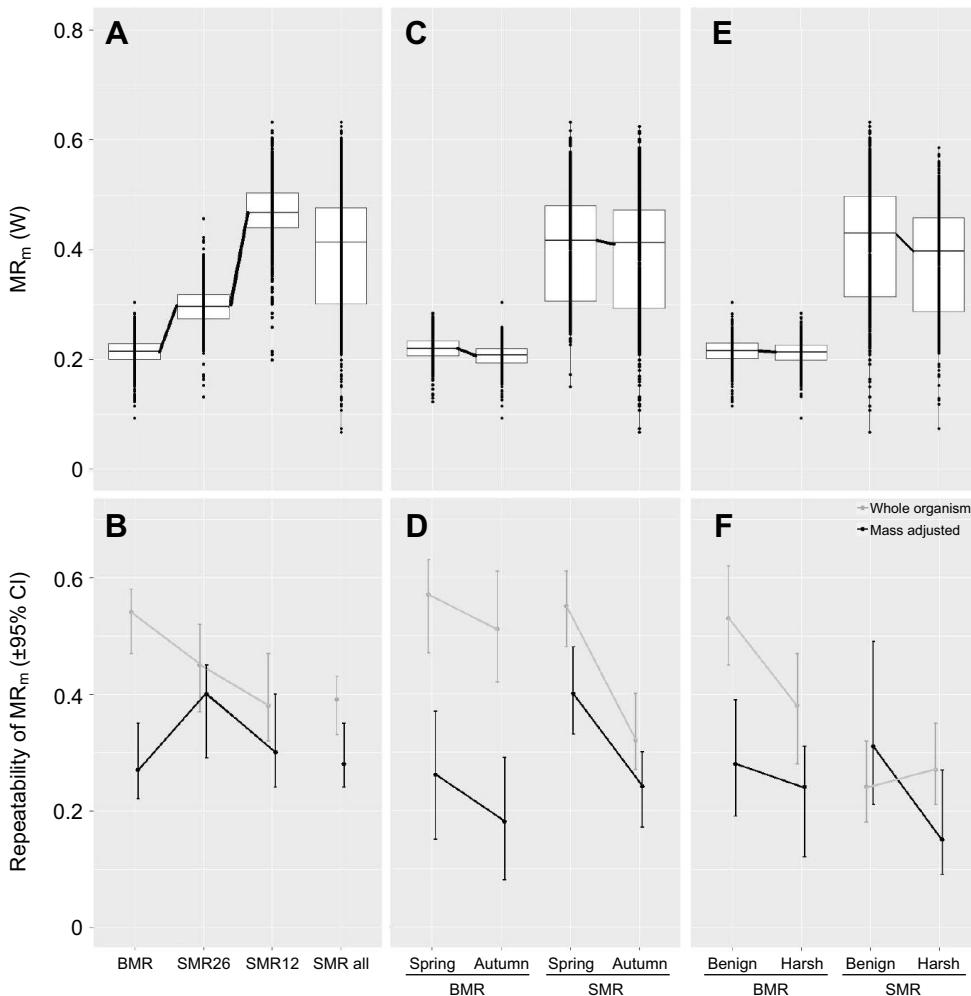 A
C
E
0.8
0.6
0.4
0.2
0
MRm (W)
B
D
F
Whole organism
Mass adjusted
0.6
0.4
0.2
0
Repeatability of MRm (±95% CI)
BMR SMR26 SMR12 SMR all
Spring Autumn Spring Autumn
BMR SMR
Benign Harsh Benign Harsh
BMR SMR